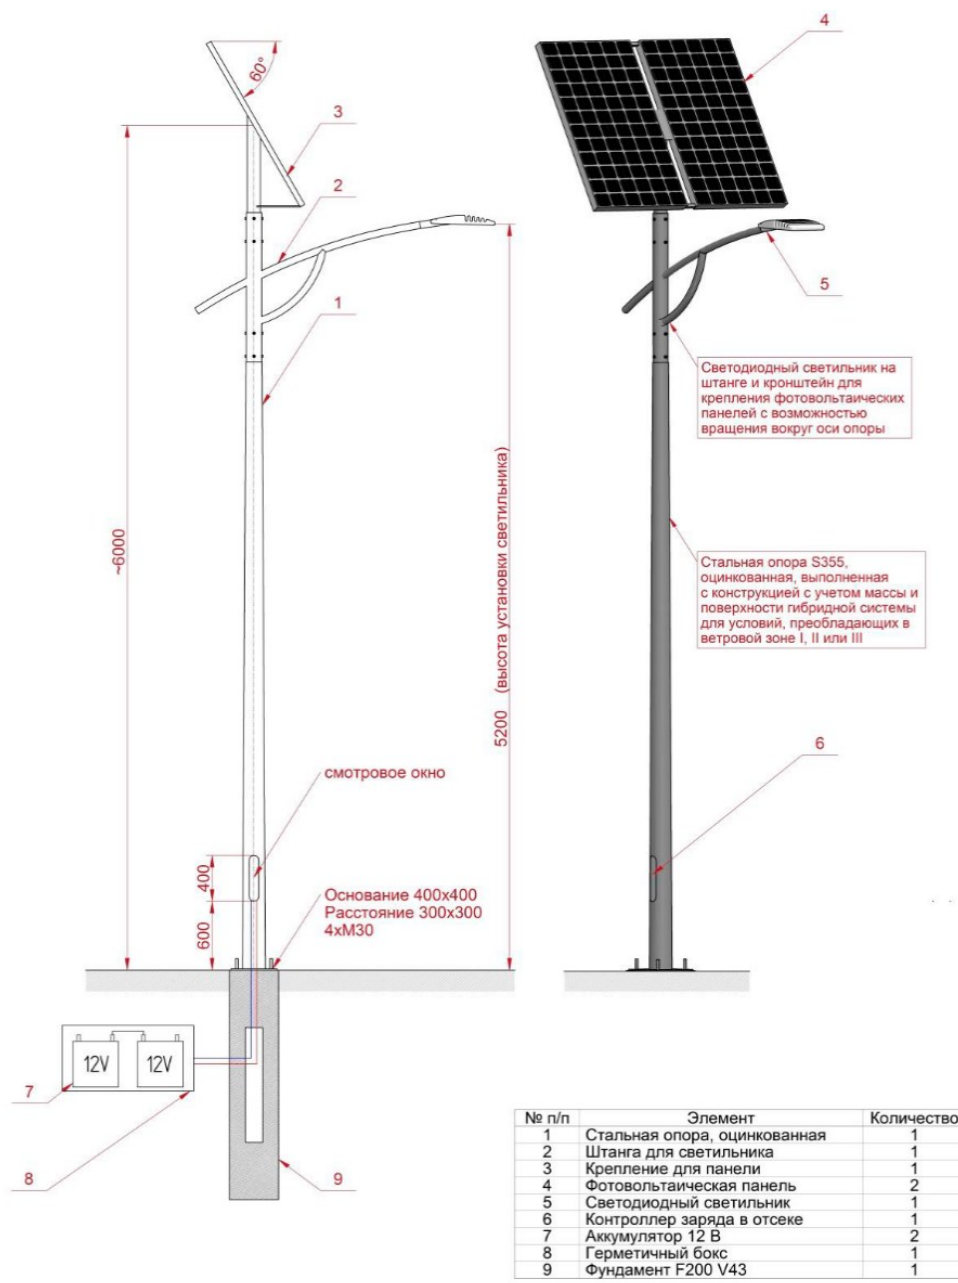 4
60°
3
2
1
5
Светодиодный светильник на
штанге и кронштейн для
крепления фотовольтаических
панелей с возможностью
вращения вокруг оси опоры
~6000
5200 (высота установки светильника)
Стальная опора S355,
оцинкованная, выполненная
с конструкцией с учетом массы и
поверхности гибридной системы
для условий, преобладающих в
ветровой зоне I, II или III
6
смотровое окно
400
600
Основание 400х400
Расстояние 300х300
4хМ30
12V 12V
7
8
9
№ п/п Элемент Количество
1 Стальная опора, оцинкованная 1
2 Штанга для светильника 1
3 Крепление для панели 1
4 Фотовольтаическая панель 2
5 Светодиодный светильник 1
6 Контроллер заряда в отсеке 1
7 Аккумулятор 12 В 2
8 Герметичный бокс 1
9 Фундамент F200 V43 1